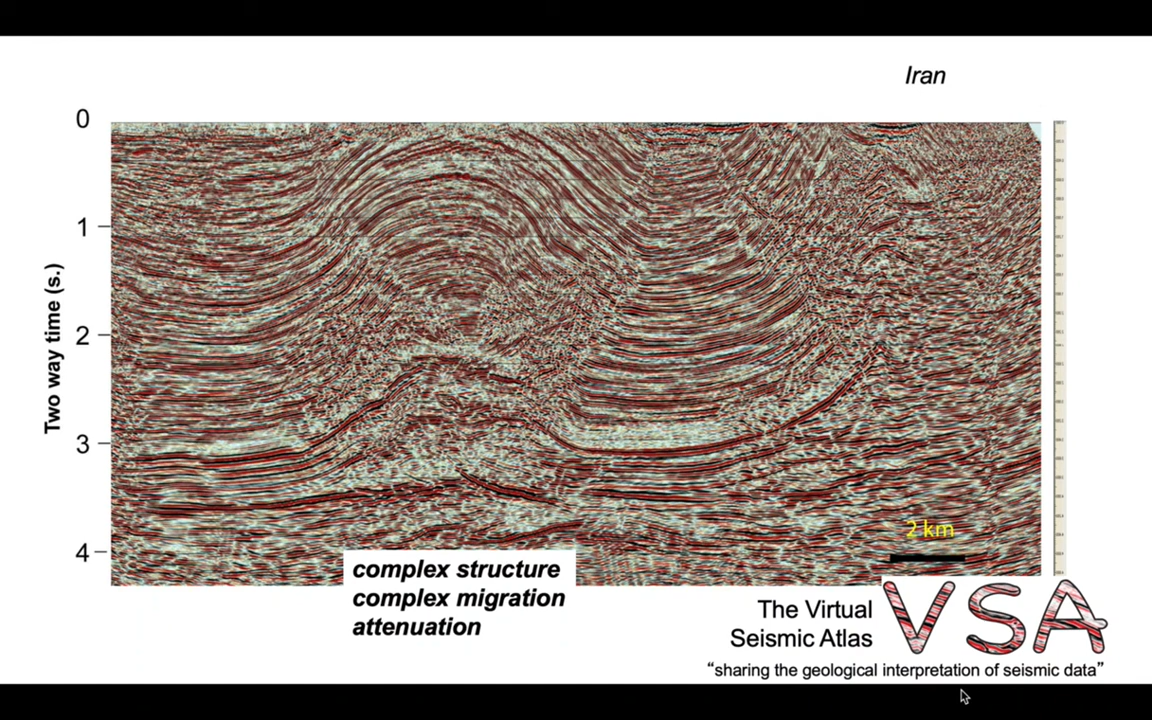 Iran
0
1
2
3
4
Two way time (s.)
2 km
complex structure
complex migration
attenuation
The Virtual
Seismic Atlas
VSA
“sharing the geological interpretation of seismic data”